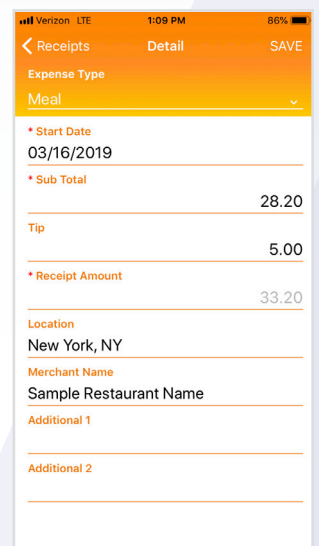 Verizon LTE 1:09 PM 86%
Receipts Detail SAVE
Expense Type
Meal
* Start Date
03/16/2019
* Sub Total
28.20
Tip
5.00
* Receipt Amount
33.20
Location
New York, NY
Merchant Name
Sample Restaurant Name
Additional 1
Additional 2